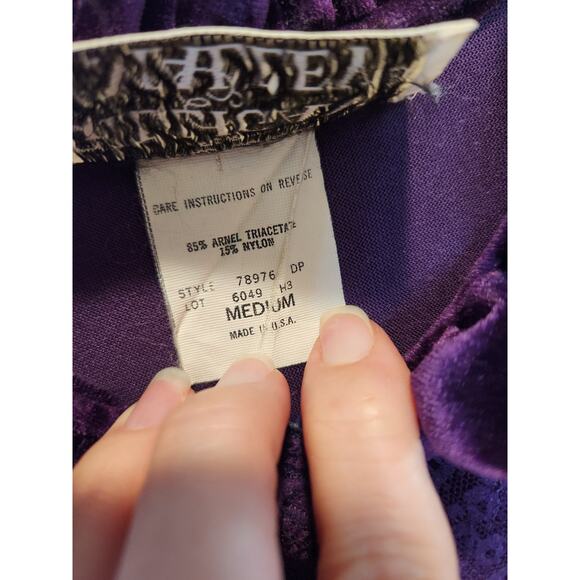 CARE INSTRUCTIONS ON REVERSE
85% ARNEL TRIACETATE
15% NYLON
STYLE 78976 DP
LOT 6049 H3
MEDIUM
MADE IN U.S.A.